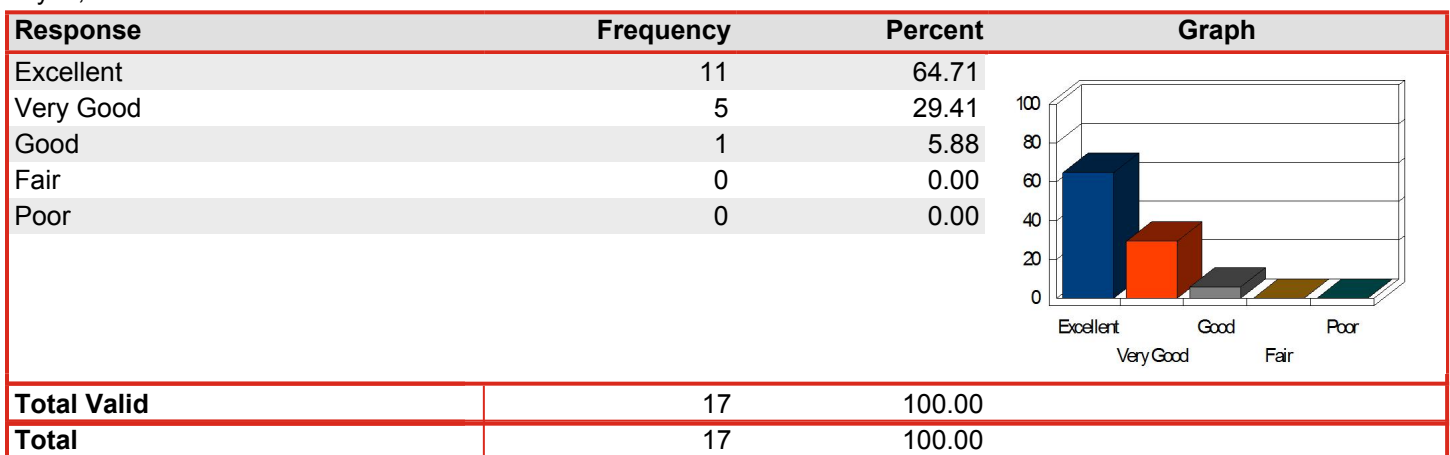 Response Frequency Percent Graph
Excellent 11 64.71
Very Good 5 29.41
Good 1 5.88
Fair 0 0.00
Poor 0 0.00
100
80
60
40
20
0
Excellent Good Poor
Very Good Fair
Total Valid 17 100.00
Total 17 100.00